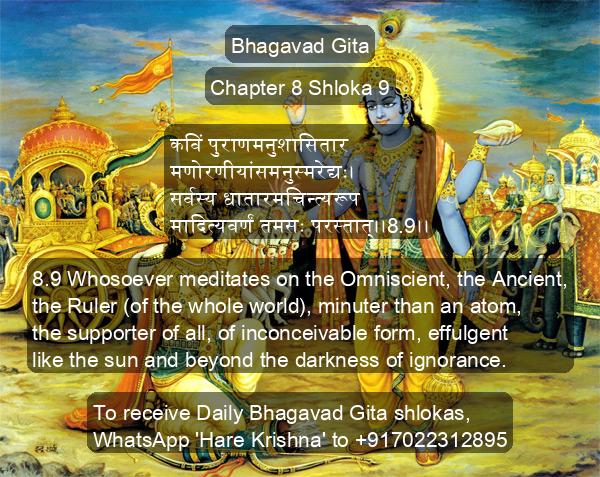 Bhagavad Gita
Chapter 8 Shloka 9
कविं पुराणमनुशासितार
मणोरणीयांसमनुस्मरेद्यः।
सर्वस्य धातारमचिन्त्यरूप
मादित्यवर्णं तमसः परस्तात्।।8.9।।
8.9 Whosoever meditates on the Omniscient, the Ancient,
the Ruler (of the whole world), minuter than an atom,
the supporter of all, of inconceivable form, effulgent
like the sun and beyond the darkness of ignorance.
To receive Daily Bhagavad Gita shlokas,
WhatsApp 'Hare Krishna' to +917022312895